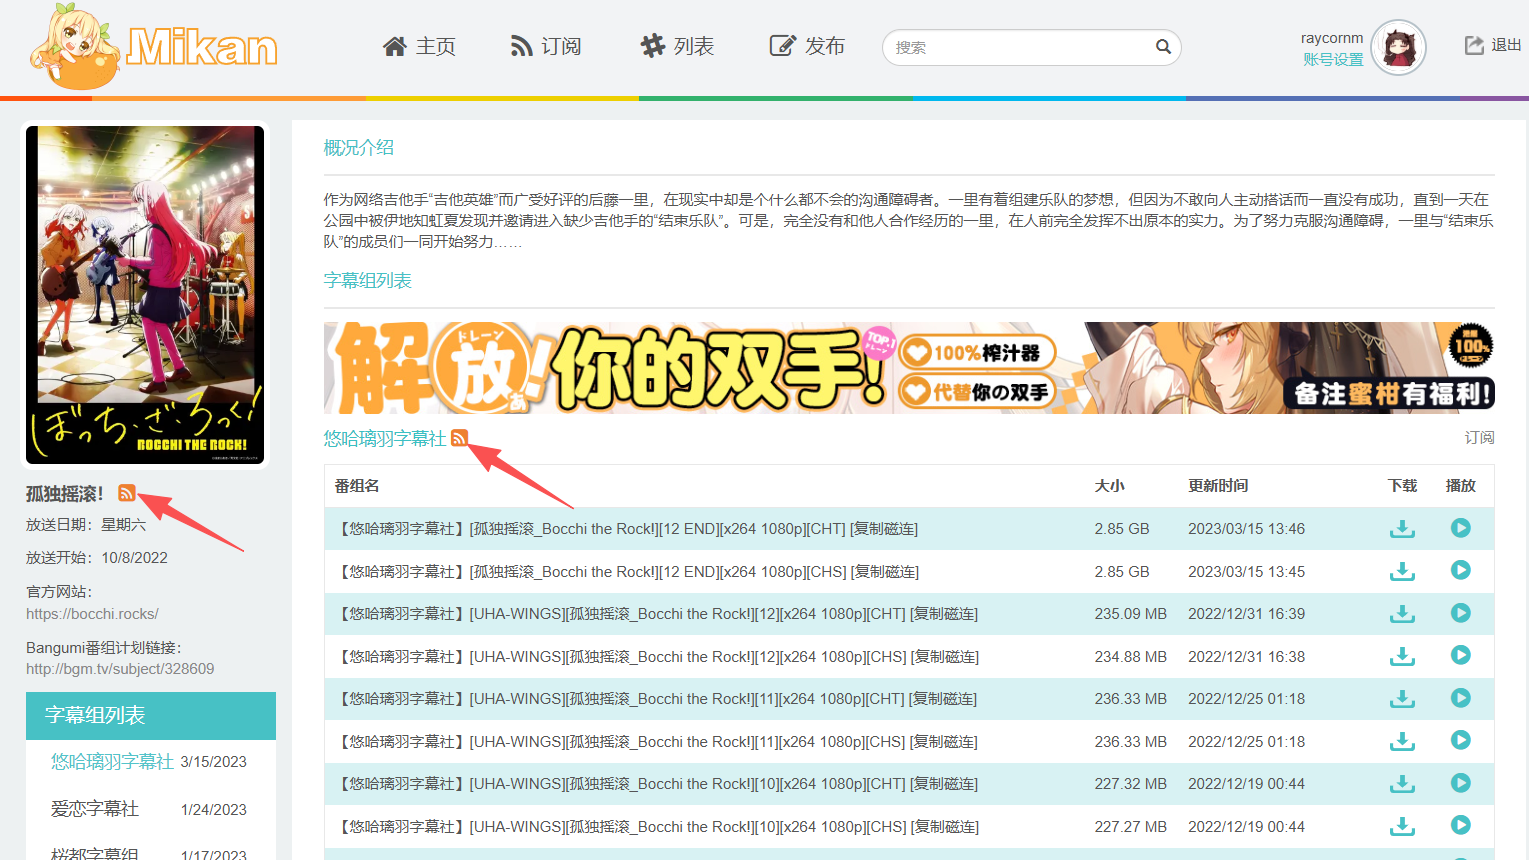 Mikan
主页
订阅
列表
发布
搜索
raycornm
账号设置
退出
ぼっち・ざ・ろっく!
BOCCHI THE ROCK!
孤独摇滚!
放送日期：星期六
放送开始：10/8/2022
官方网站：
https://bocchi.rocks/
Bangumi番组计划链接：
http://bgm.tv/subject/328609
字幕组列表
悠哈璃羽字幕社 3/15/2023
爱恋字幕社 1/24/2023
桜都字幕组 1/17/2023
概况介绍
作为网络吉他手“吉他英雄”而广受好评的后藤一里，在现实中却是个什么都不会的沟通障碍者。一里有着组建乐队的梦想，但因为不敢向人主动搭话而一直没有成功，直到一天在
公园中被伊地知虹夏发现并邀请进入缺少吉他手的“结束乐队”。可是，完全没有和他人合作经历的一里，在人前完全发挥不出原本的实力。为了努力克服沟通障碍，一里与“结束乐
队”的成员们一同开始努力……
字幕组列表
解放!你的双手!
ドレーン
TOP.1
100%榨汁器
代替你の双手
100%
备注蜜柑有福利!
悠哈璃羽字幕社
订阅
番组名 大小 更新时间 下载 播放
【悠哈璃羽字幕社】[孤独摇滚_Bocchi the Rock!][12 END][x264 1080p][CHT] [复制磁连] 2.85 GB 2023/03/15 13:46
【悠哈璃羽字幕社】[孤独摇滚_Bocchi the Rock!][12 END][x264 1080p][CHS] [复制磁连] 2.85 GB 2023/03/15 13:45
【悠哈璃羽字幕社】[UHA-WINGS][孤独摇滚_Bocchi the Rock!][12][x264 1080p][CHT] [复制磁连] 235.09 MB 2022/12/31 16:39
【悠哈璃羽字幕社】[UHA-WINGS][孤独摇滚_Bocchi the Rock!][12][x264 1080p][CHS] [复制磁连] 234.88 MB 2022/12/31 16:38
【悠哈璃羽字幕社】[UHA-WINGS][孤独摇滚_Bocchi the Rock!][11][x264 1080p][CHT] [复制磁连] 236.33 MB 2022/12/25 01:18
【悠哈璃羽字幕社】[UHA-WINGS][孤独摇滚_Bocchi the Rock!][11][x264 1080p][CHS] [复制磁连] 236.33 MB 2022/12/25 01:18
【悠哈璃羽字幕社】[UHA-WINGS][孤独摇滚_Bocchi the Rock!][10][x264 1080p][CHT] [复制磁连] 227.32 MB 2022/12/19 00:44
【悠哈璃羽字幕社】[UHA-WINGS][孤独摇滚_Bocchi the Rock!][10][x264 1080p][CHS] [复制磁连] 227.27 MB 2022/12/19 00:44